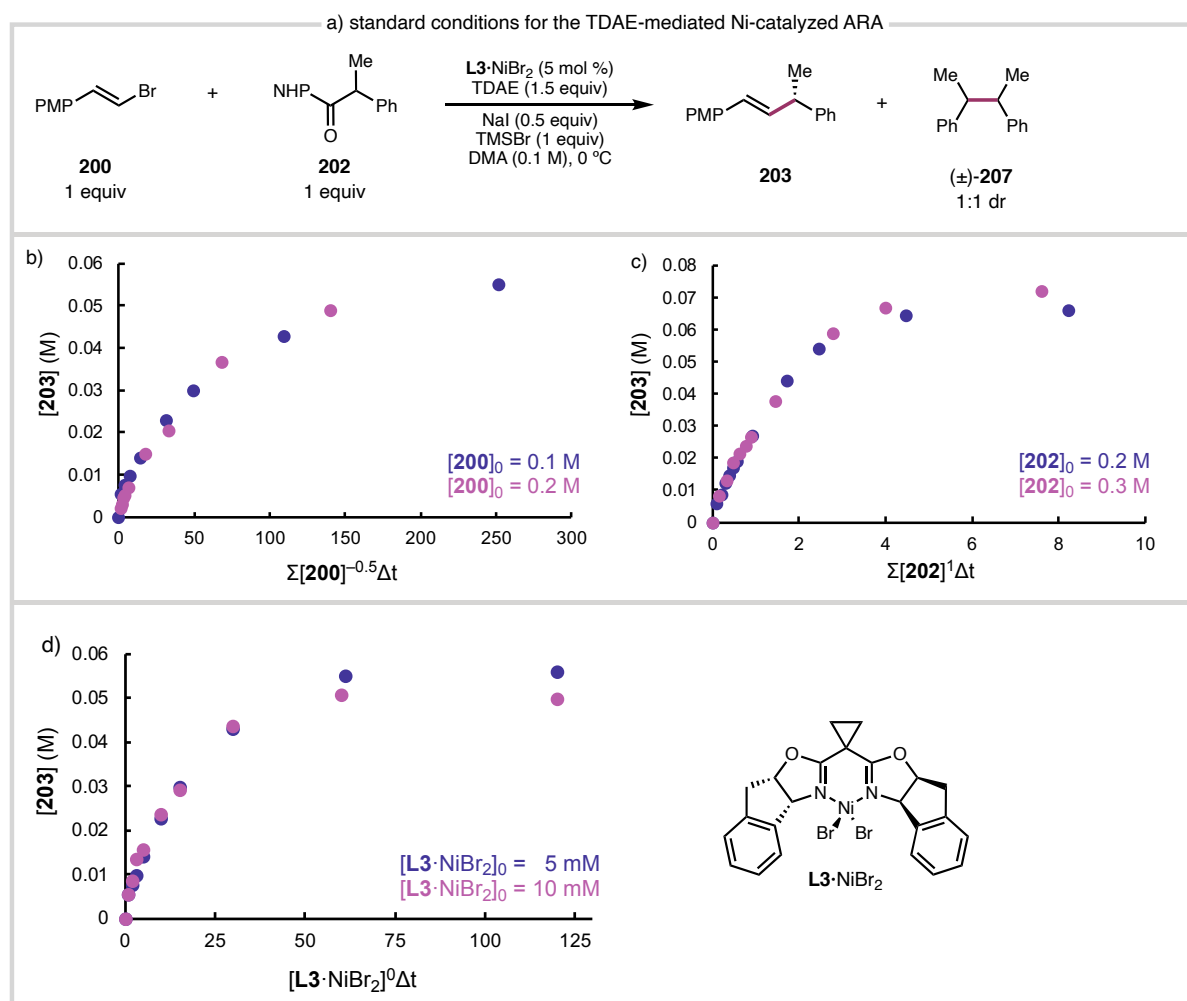 a) standard conditions for the TDAE-mediated Ni-catalyzed ARA
PMP
Br
200
1 equiv
+
NHP
O
Me
Ph
202
1 equiv
L3·NiBr₂ (5 mol %)
TDAE (1.5 equiv)
NaI (0.5 equiv)
TMSBr (1 equiv)
DMA (0.1 M), 0 ºC
PMP
Me
Ph
203
+
Me Me
Ph Ph
(±)-207
1:1 dr
b)
[203] (M)
0.06
0.05
0.04
0.03
0.02
0.01
0
0 50 100 150 200 250 300
[200]₀ = 0.1 M
[200]₀ = 0.2 M
Σ[200]⁻⁰·⁵Δt
c)
[203] (M)
0.08
0.07
0.06
0.05
0.04
0.03
0.02
0.01
0
0 2 4 6 8 10
[202]₀ = 0.2 M
[202]₀ = 0.3 M
Σ[202]¹Δt
d)
[203] (M)
0.06
0.05
0.04
0.03
0.02
0.01
0
0 25 50 75 100 125
[L3·NiBr₂]₀ = 5 mM
[L3·NiBr₂]₀ = 10 mM
[L3·NiBr₂]⁰Δt
O O
N N
Ni
Br Br
L3·NiBr₂